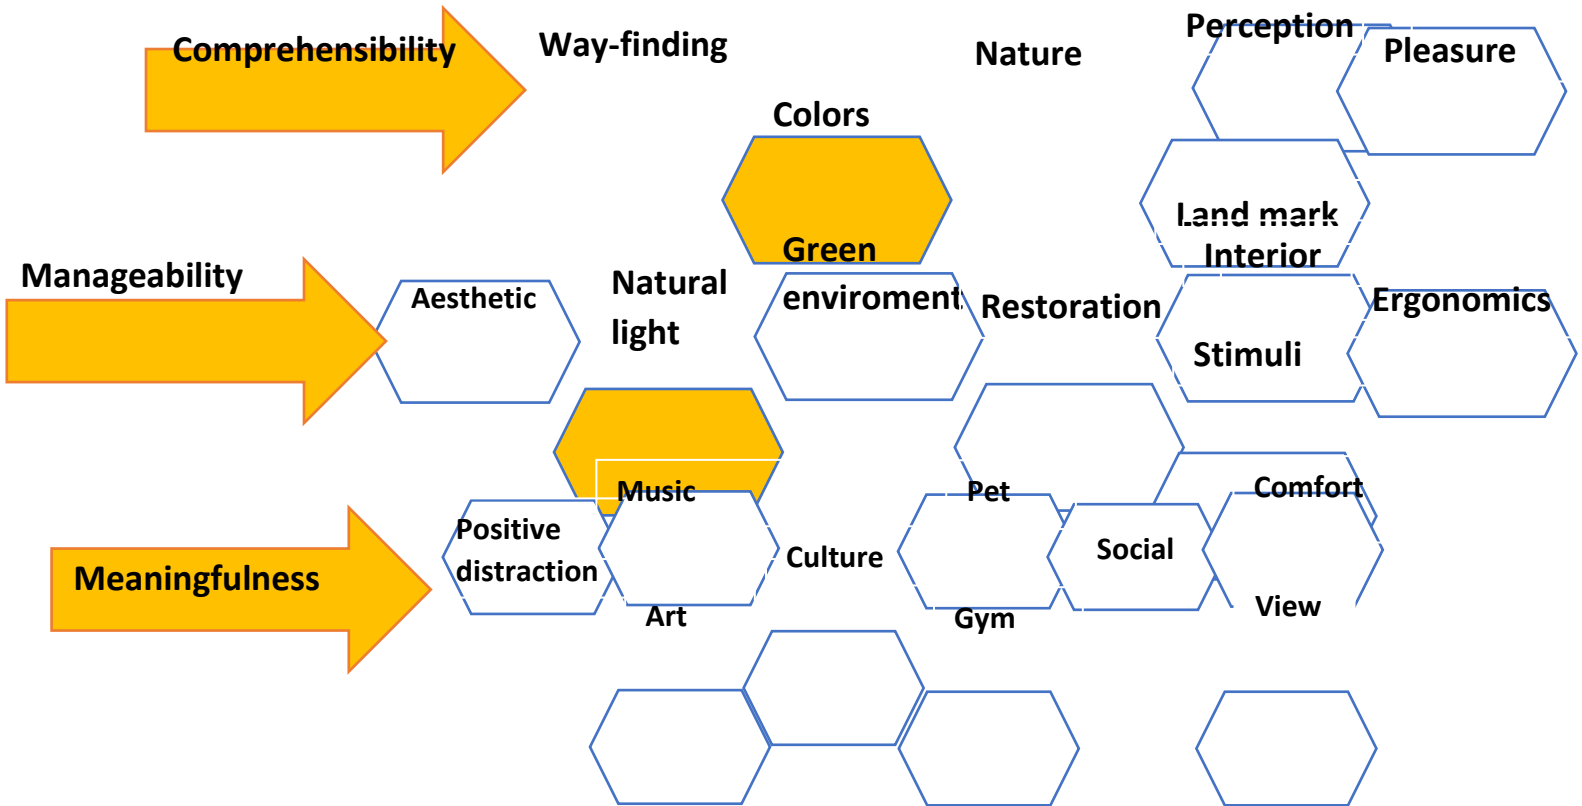 Comprehensibility
Way-finding
Nature
Perception
Pleasure
Colors
Land mark
Green
Interior
Manageability
Aesthetic
Natural
light
enviroment
Restoration
Ergonomics
Stimuli
Music
Pet
Comfort
Positive
distraction
Culture
Social
Meaningfulness
Art
Gym
View